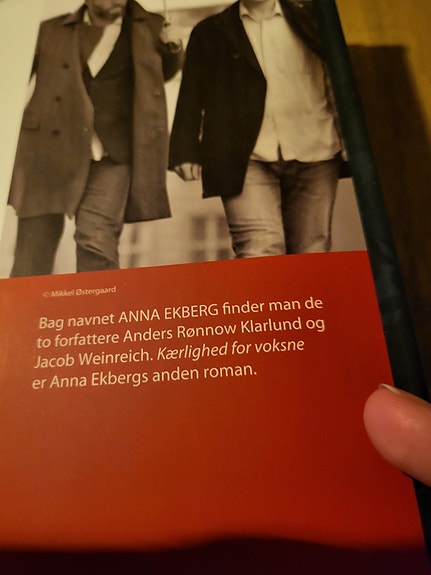 © Mikkel Østergaard
Bag navnet ANNA EKBERG finder man de
to forfattere Anders Rønnow Klarlund og
Jacob Weinreich. Kærlighed for voksne
er Anna Ekbergs anden roman.